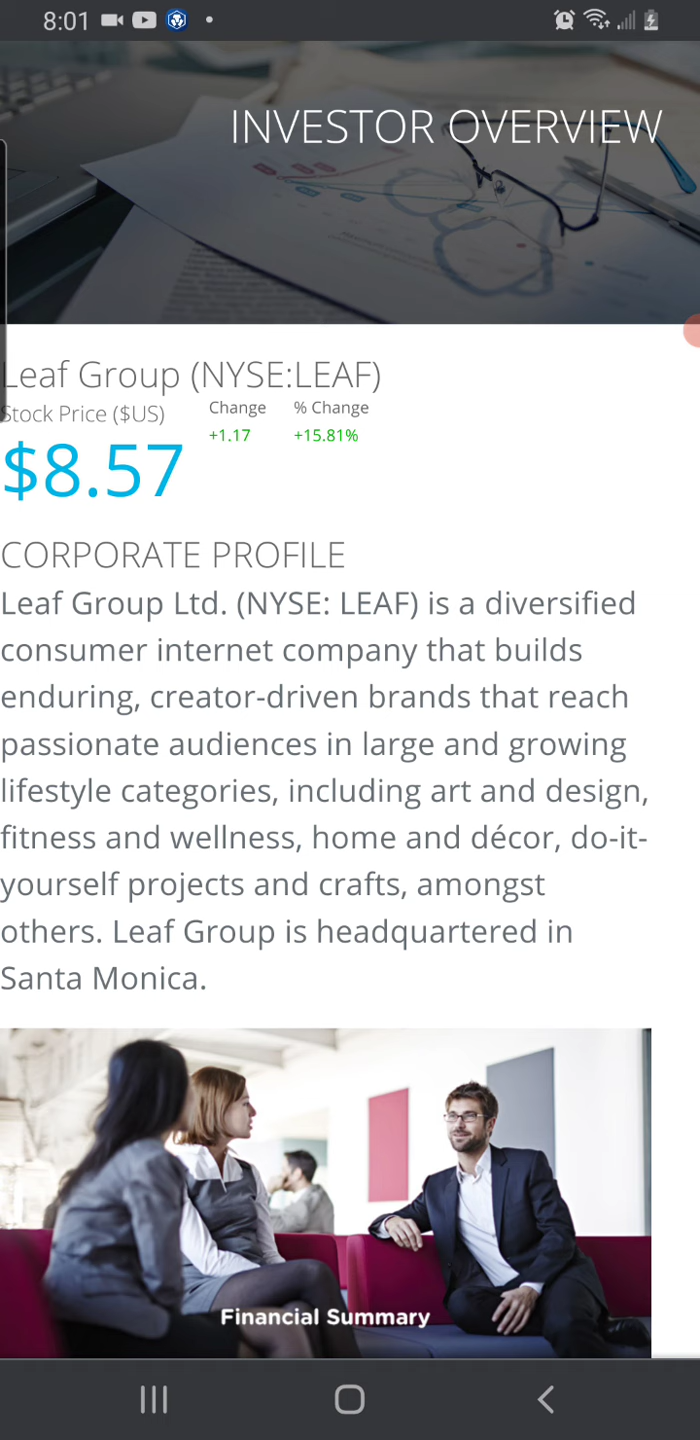 8:01
INVESTOR OVERVIEW
Leaf Group (NYSE:LEAF)
Stock Price ($US)
Change
% Change
+1.17
+15.81%
$8.57
CORPORATE PROFILE
Leaf Group Ltd. (NYSE: LEAF) is a diversified
consumer internet company that builds
enduring, creator-driven brands that reach
passionate audiences in large and growing
lifestyle categories, including art and design,
fitness and wellness, home and décor, do-it-
yourself projects and crafts, amongst
others. Leaf Group is headquartered in
Santa Monica.
Financial Summary